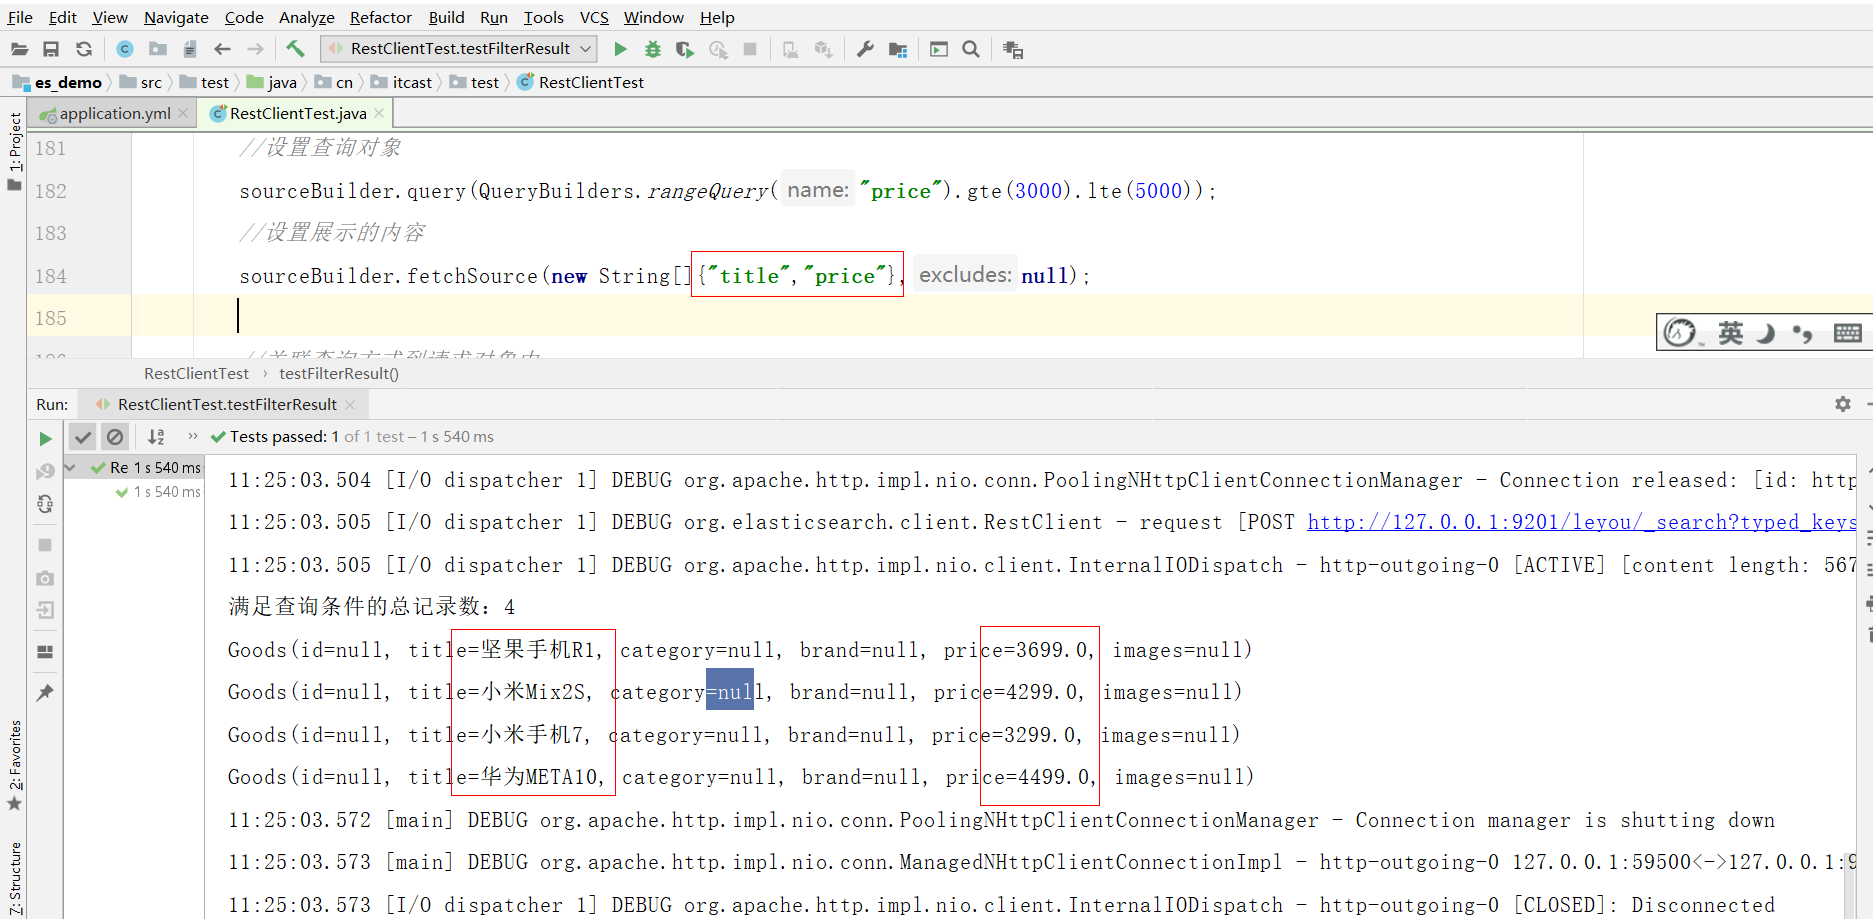 File Edit View Navigate Code Analyze Refactor Build Run Tools VCS Window Help
RestClientTest.testFilterResult
es_demo src test java cn itcast test RestClientTest
application.yml RestClientTest.java
1: Project
181 //设置查询对象
182 sourceBuilder.query(QueryBuilders.rangeQuery( name: "price").gte(3000).lte(5000));
183 //设置展示的内容
184 sourceBuilder.fetchSource(new String[]{"title","price"}, excludes: null);
185
英
186 //关联查询方式到请求对象中
RestClientTest › testFilterResult()
Run: RestClientTest.testFilterResult
Tests passed: 1 of 1 test – 1 s 540 ms
Re 1 s 540 ms
1 s 540 ms
11:25:03.504 [I/O dispatcher 1] DEBUG org.apache.http.impl.nio.conn.PoolingNHttpClientConnectionManager - Connection released: [id: http
11:25:03.505 [I/O dispatcher 1] DEBUG org.elasticsearch.client.RestClient - request [POST http://127.0.0.1:9201/leyou/_search?typed_keys
11:25:03.505 [I/O dispatcher 1] DEBUG org.apache.http.impl.nio.client.InternalIODispatch - http-outgoing-0 [ACTIVE] [content length: 567
满足查询条件的总记录数：4
Goods(id=null, title=坚果手机R1, category=null, brand=null, price=3699.0, images=null)
Goods(id=null, title=小米Mix2S, category=null, brand=null, price=4299.0, images=null)
Goods(id=null, title=小米手机7, category=null, brand=null, price=3299.0, images=null)
Goods(id=null, title=华为META10, category=null, brand=null, price=4499.0, images=null)
11:25:03.572 [main] DEBUG org.apache.http.impl.nio.conn.PoolingNHttpClientConnectionManager - Connection manager is shutting down
11:25:03.573 [main] DEBUG org.apache.http.impl.nio.conn.ManagedNHttpClientConnectionImpl - http-outgoing-0 127.0.0.1:59500<->127.0.0.1:9
11:25:03.573 [I/O dispatcher 1] DEBUG org.apache.http.impl.nio.client.InternalIODispatch - http-outgoing-0 [CLOSED]: Disconnected
2: Favorites
Z: Structure